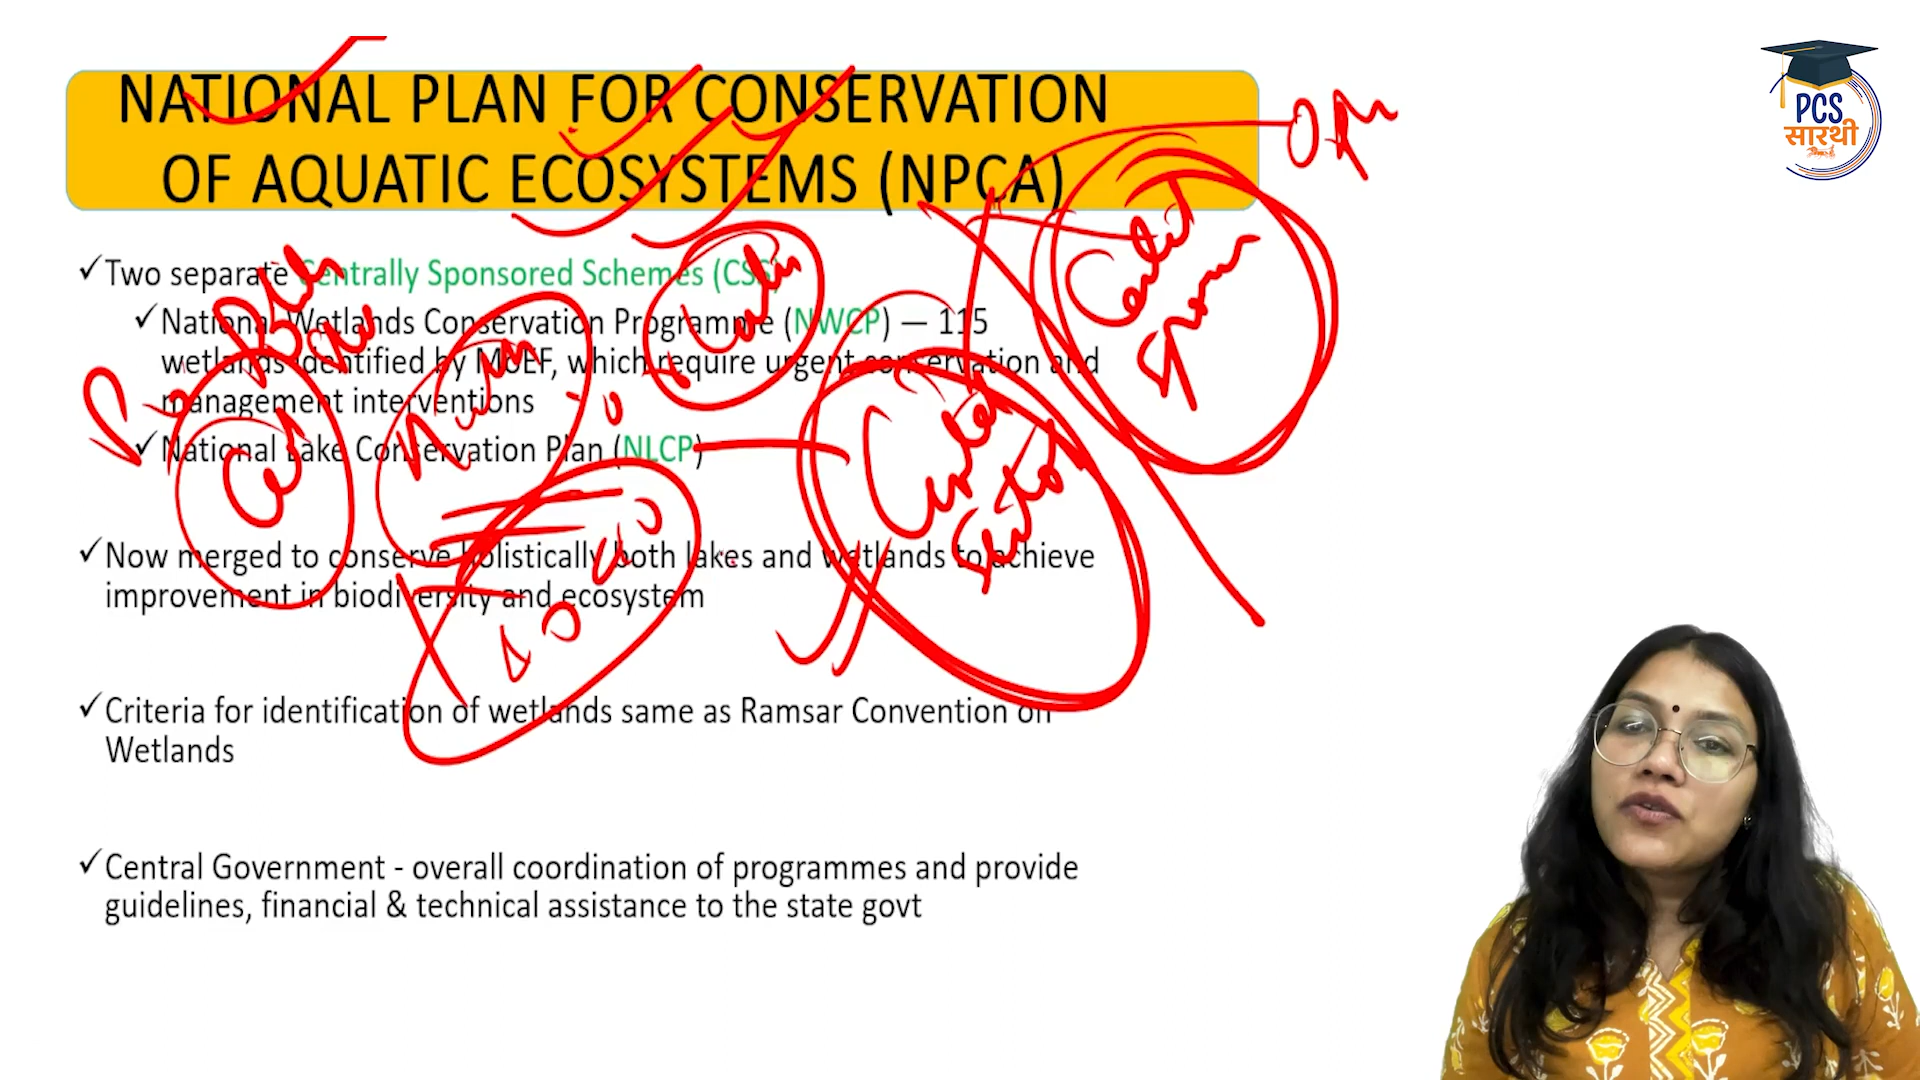 NATIONAL PLAN FOR CONSERVATION
OF AQUATIC ECOSYSTEMS (NPCA)
PCS
सारथी
✓Two separate Centrally Sponsored Schemes (CSS)
✓National Wetlands Conservation Programme (NWCP) — 115
wetlands identified by MoEF, which require urgent conservation and
management interventions
✓National Lake Conservation Plan (NLCP)
✓Now merged to conserve holistically both lakes and wetlands to achieve
improvement in biodiversity and ecosystem
✓Criteria for identification of wetlands same as Ramsar Convention on
Wetlands
✓Central Government - overall coordination of programmes and provide
guidelines, financial & technical assistance to the state govt